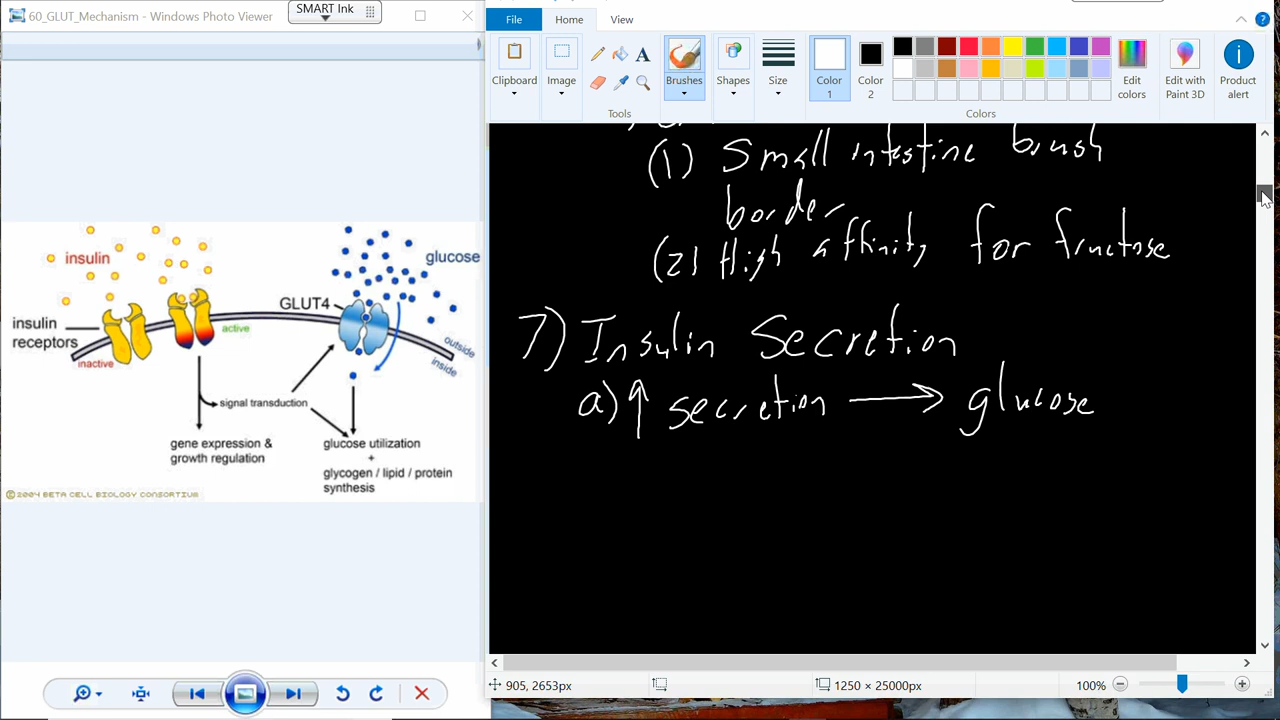 60_GLUT_Mechanism - Windows Photo Viewer
SMART Ink
insulin
glucose
GLUT4
insulin
receptors
active
inactive
outside
inside
signal transduction
gene expression &
growth regulation
glucose utilization
+
glycogen / lipid / protein
synthesis
©2004 BETA CELL BIOLOGY CONSORTIUM
File
Home
View
Clipboard
Image
Tools
Brushes
Shapes
Size
Color
1
Color
2
Colors
Edit
colors
Edit with
Paint 3D
Product
alert
(1) Small intestine brush
border
(2) High affinity for fructose
7) Insulin Secretion
a) ↑ secretion → glucose
905, 2653px
1250 × 25000px
100%